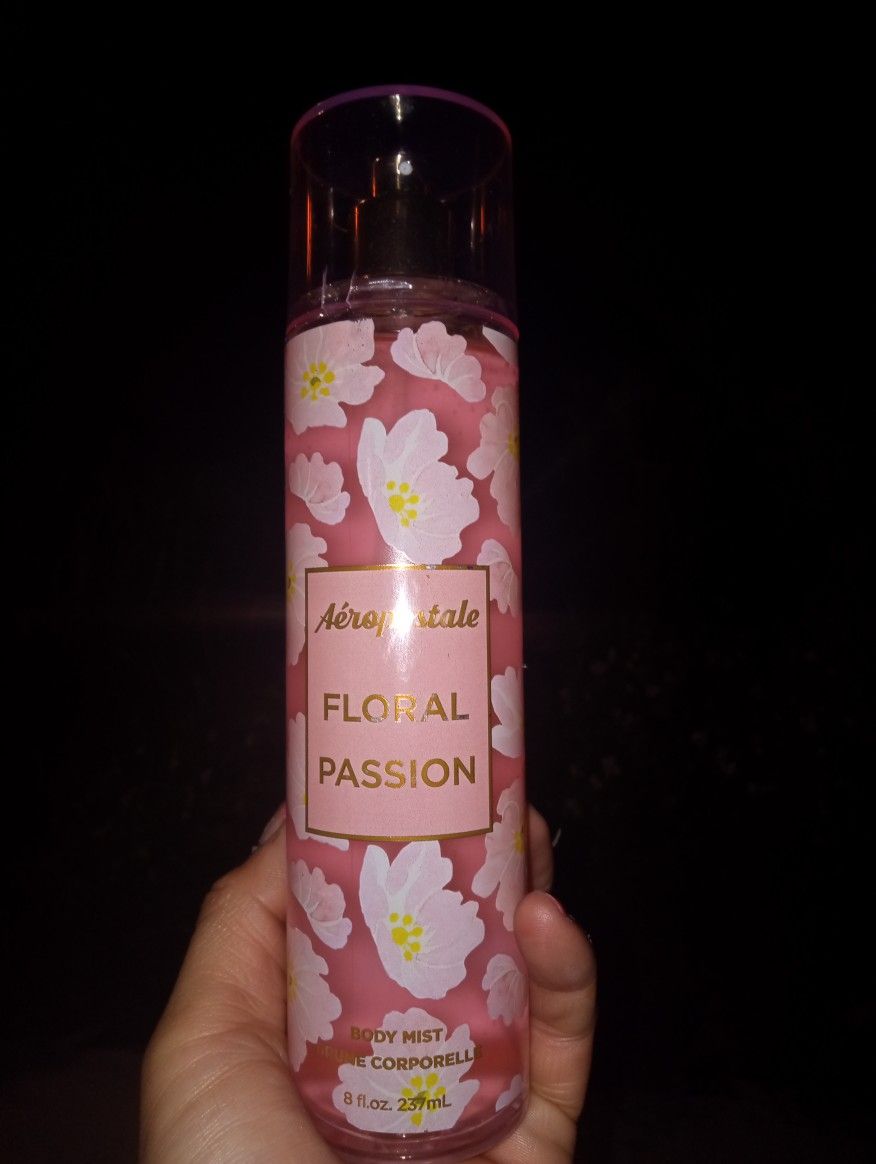 Aéropostale
FLORAL
PASSION
BODY MIST
BRUME CORPORELLE
8 fl.oz. 237mL